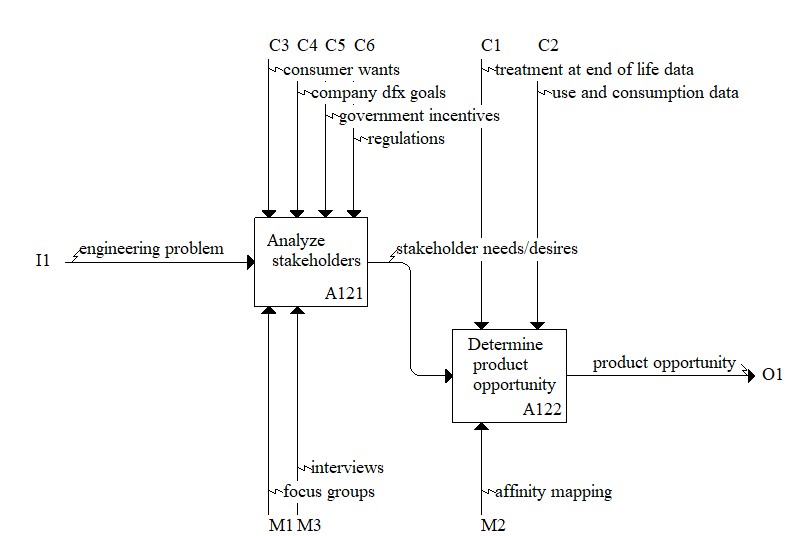 C3 C4 C5 C6
C1 C2
consumer wants
treatment at end of life data
company dfx goals
use and consumption data
government incentives
regulations
I1
engineering problem
Analyze
stakeholders
A121
stakeholder needs/desires
Determine
product
opportunity
A122
product opportunity
O1
interviews
focus groups
affinity mapping
M1 M3
M2